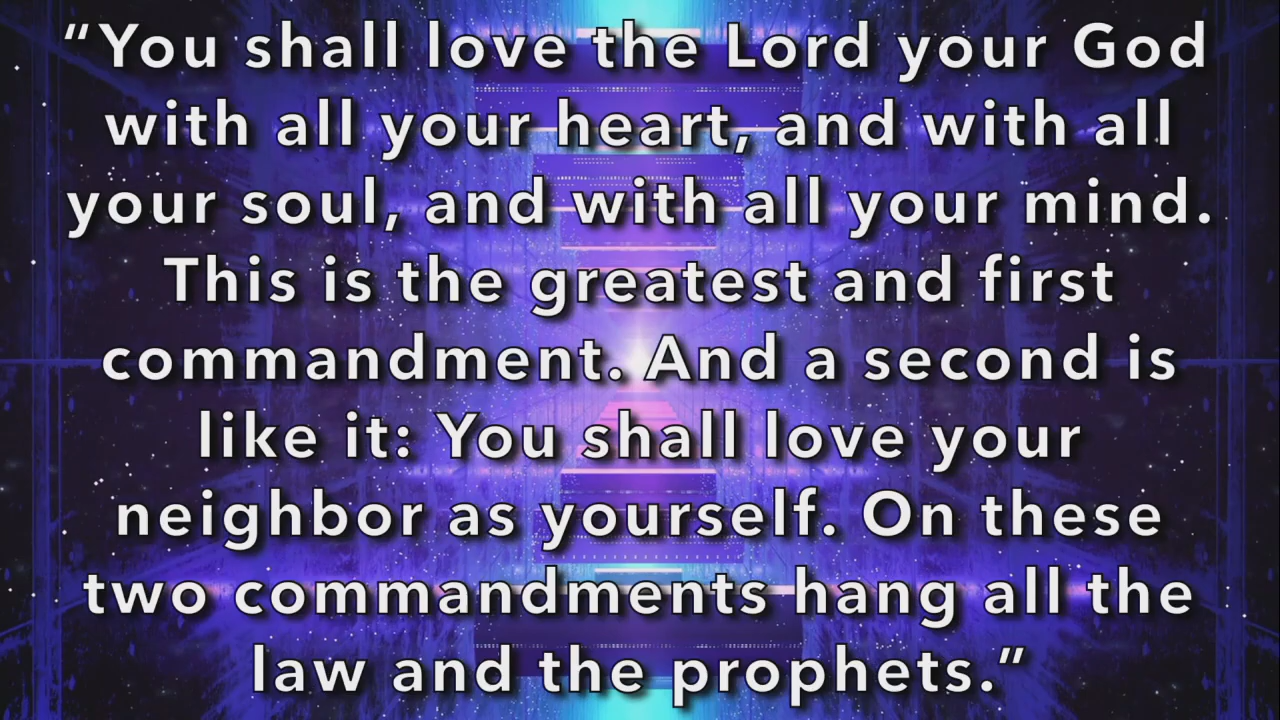 “You shall love the Lord your God
with all your heart, and with all
your soul, and with all your mind.
This is the greatest and first
commandment. And a second is
like it: You shall love your
neighbor as yourself. On these
two commandments hang all the
law and the prophets.”